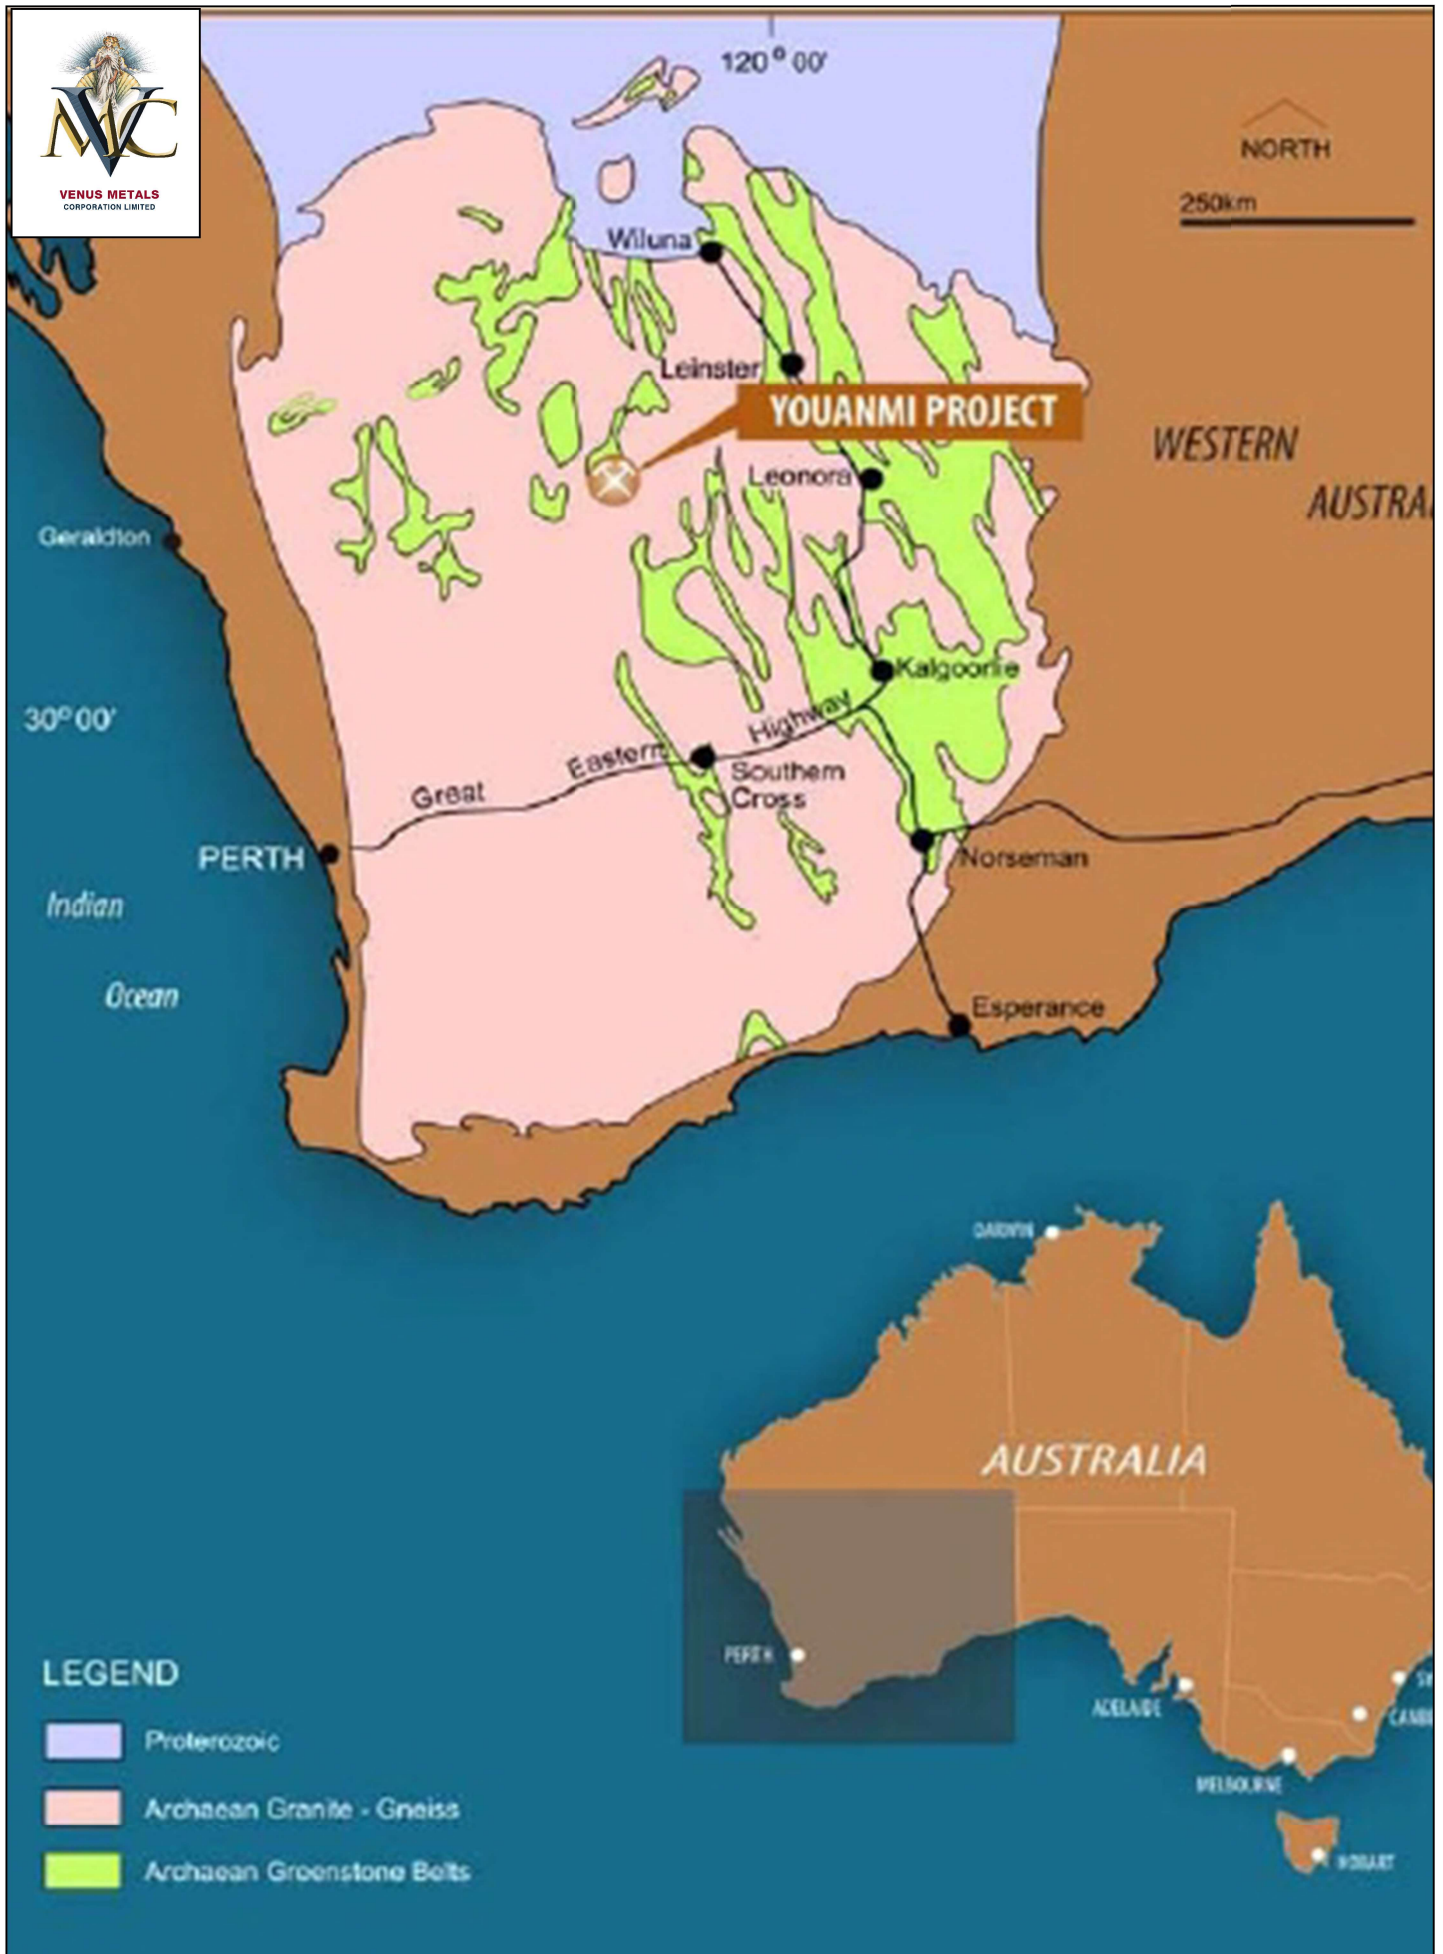 VMC
VENUS METALS
CORPORATION LIMITED
120° 00'
NORTH
250km
Wiluna
Leinster
YOUANMI PROJECT
WESTERN
AUSTRA
Leonora
Geraldton
Kalgoorlie
30° 00'
Great Eastern Highway
Southern
Cross
PERTH
Norseman
Indian
Ocean
Esperance
DARWIN
AUSTRALIA
PERTH
ADELAIDE
CANB
MELBOURNE
HOBART
LEGEND
Proterozoic
Archaean Granite - Gneiss
Archaean Greenstone Belts